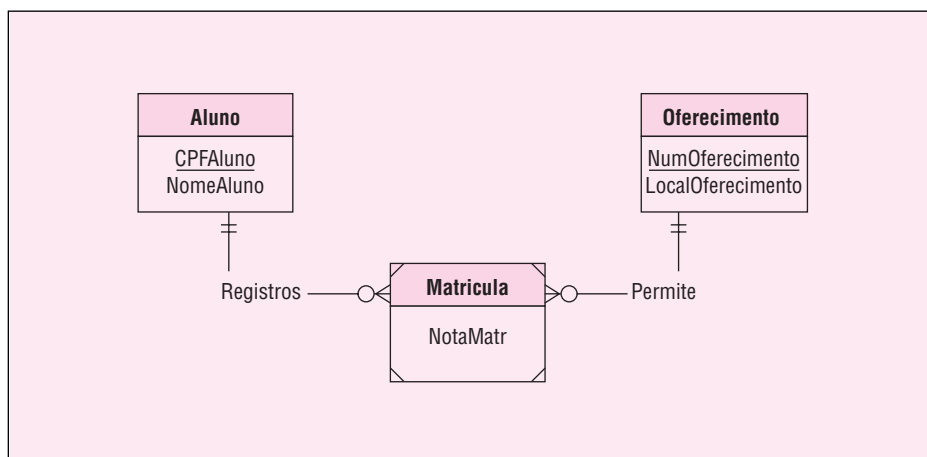 Aluno
CPFAluno
NomeAluno
Oferecimento
NumOferecimento
LocalOferecimento
Registros
Matricula
NotaMatr
Permite